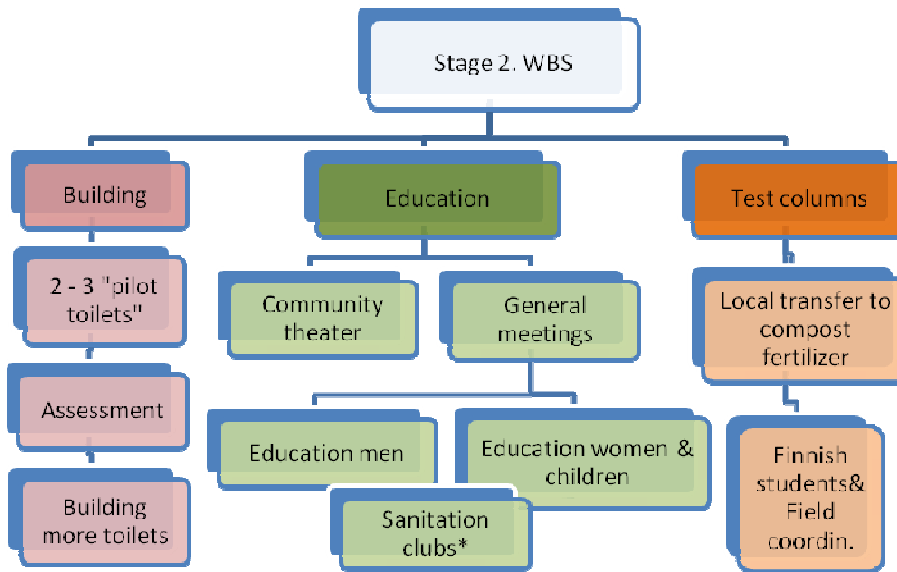 Stage 2. WBS
Building
Education
Test columns
2 - 3 "pilot
toilets"
Community
theater
General
meetings
Local transfer to
compost
fertilizer
Assessment
Education men
Education women &
children
Finnish
students&
Field
coordin.
Building
more toilets
Sanitation
clubs*